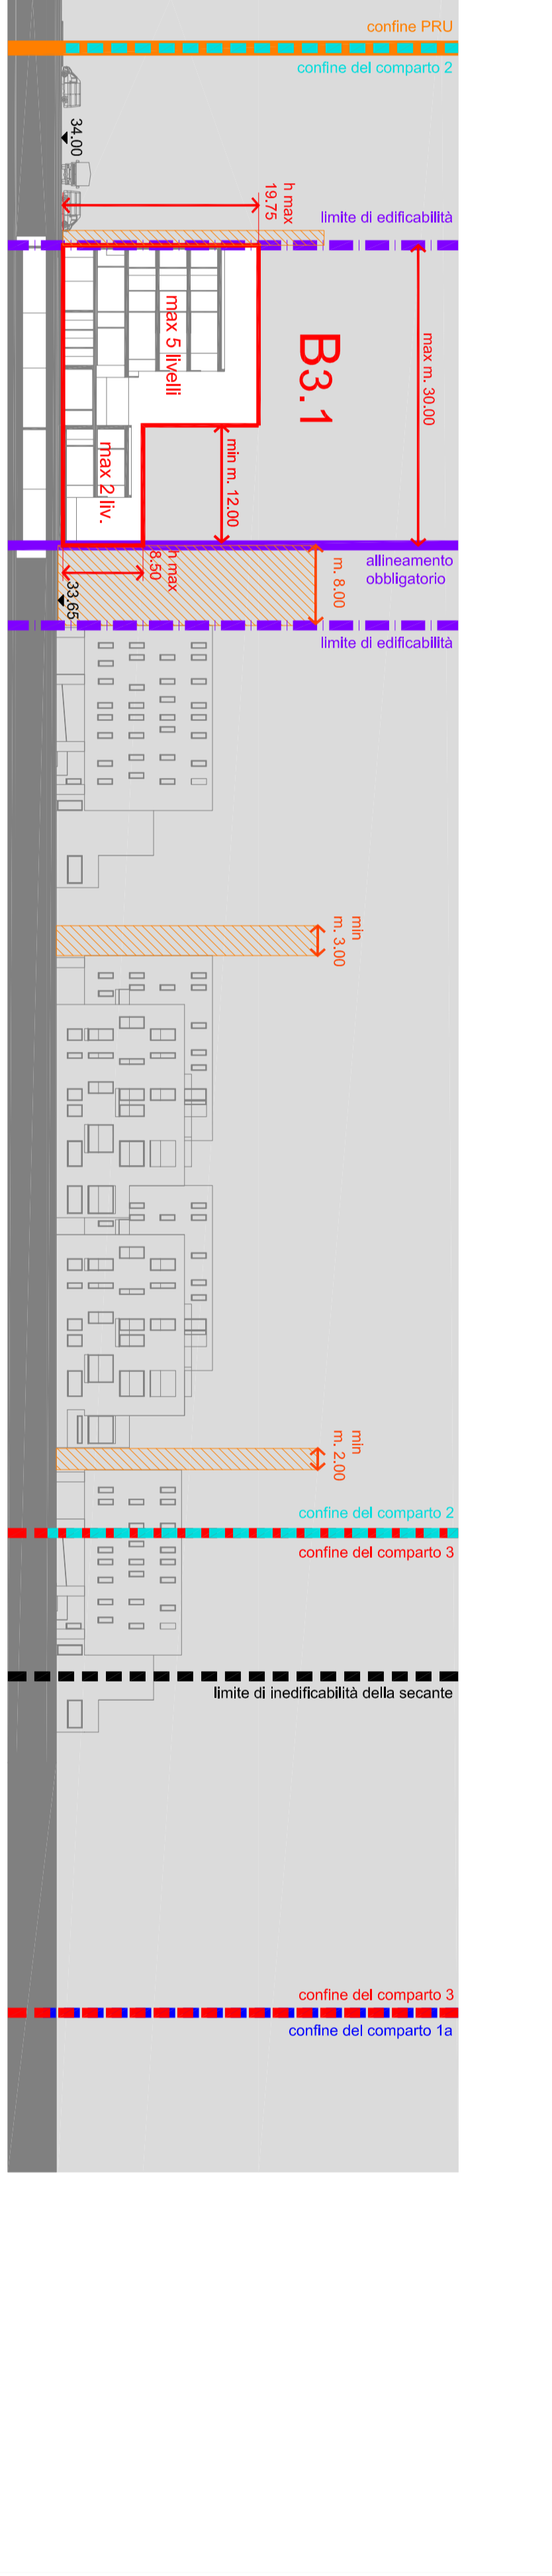 confine PRU
confine del comparto 2
34.00
h max
19.75
limite di edificabilità
max m. 30.00
B3.1
max 5 livelli
min m. 12.00
max 2 liv.
h max
8.50
allineamento
obbligatorio
m. 8.00
33.65
limite di edificabilità
min
m. 3.00
min
m. 2.00
confine del comparto 2
confine del comparto 3
limite di inedificabilità della secante
confine del comparto 3
confine del comparto 1a